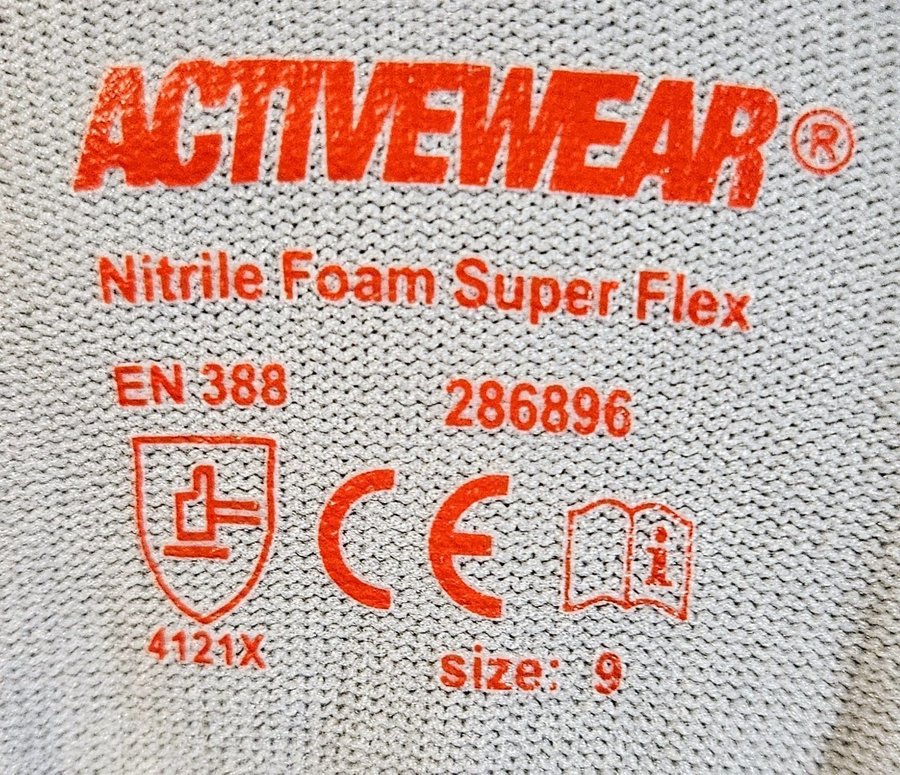 ACTIVEWEAR®
Nitrile Foam Super Flex
EN 388 286896
CE
i
4121X
size: 9